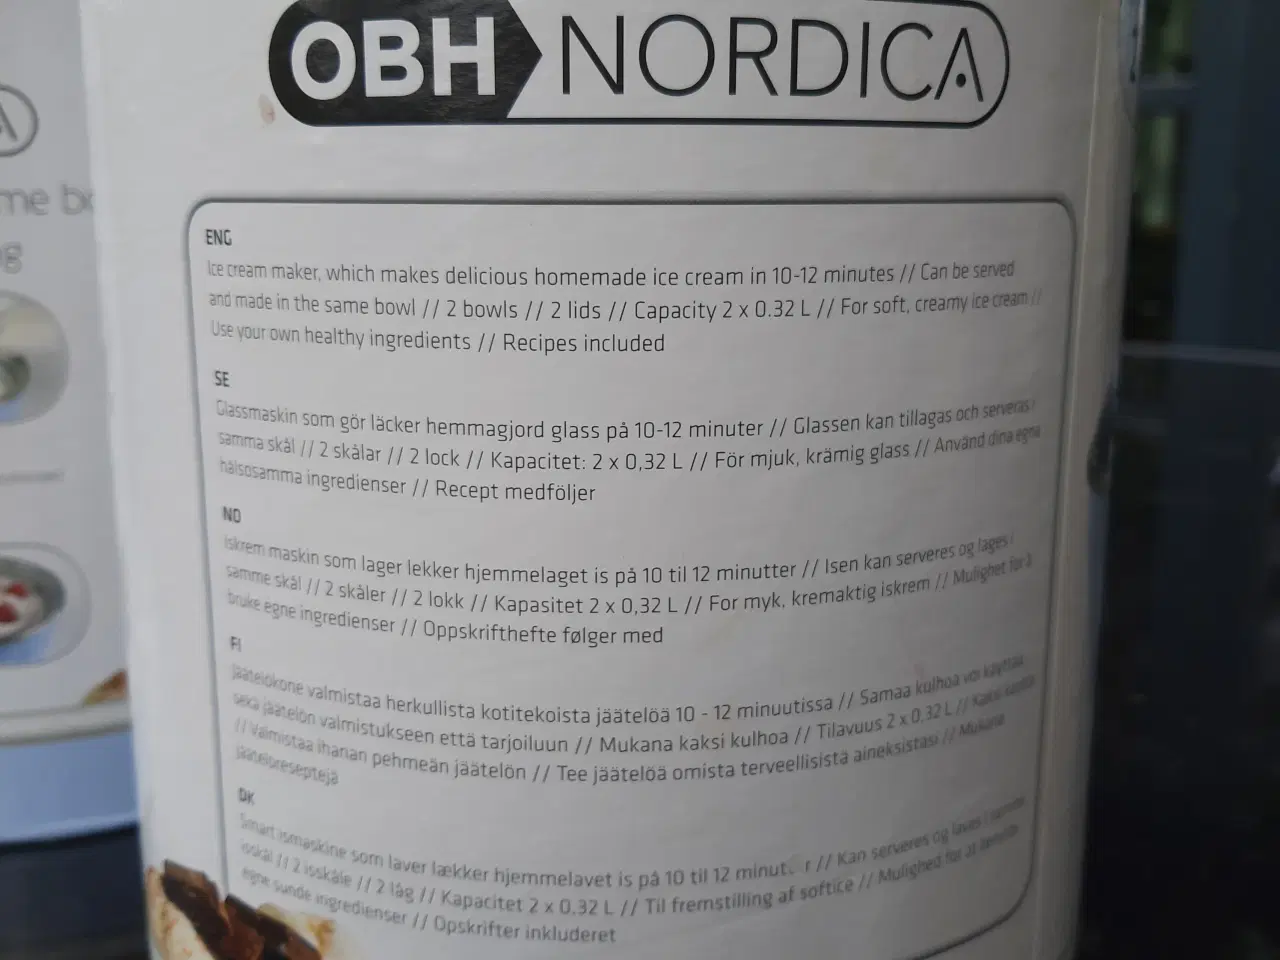 OBH NORDICA
me bo
ENG
Ice cream maker, which makes delicious homemade ice cream in 10-12 minutes // Can be served
and made in the same bowl // 2 bowls // 2 lids // Capacity 2 x 0.32 L // For soft, creamy ice cream //
Use your own healthy ingredients // Recipes included
SE
Glassmaskin som gör läcker hemmagjord glass på 10-12 minuter // Glassen kan tillagas och serveras i
samma skål // 2 skålar // 2 lock // Kapacitet: 2 x 0,32 L // För mjuk, krämig glass // Använd dina egna
hälsosamma ingredienser // Recept medföljer
NO
Iskrem maskin som lager lekker hjemmelaget is på 10 til 12 minutter // Isen kan serveres og lages i
samme skål // 2 skåler // 2 lokk // Kapasitet 2 x 0,32 L // For myk, kremaktig iskrem // Mulighet for å
bruke egne ingredienser // Oppskrifthefte følger med
FI
Jäätelökone valmistaa herkullista kotitekoista jäätelöä 10 - 12 minuutissa // Samaa kulhoa voi käyttää
sekä jäätelön valmistukseen että tarjoiluun // Mukana kaksi kulhoa // Tilavuus 2 x 0,32 L // Kaksi kantta
// Valmistaa ihanan pehmeän jäätelön // Tee jäätelöä omista terveellisistä aineksistasi // Mukana
jäätelöreseptejä
DK
Smart ismaskine som laver lækker hjemmelavet is på 10 til 12 minut r // Kan serveres og laves i samme
isskål // 2 isskåle // 2 låg // Kapacitet 2 x 0,32 L // Til fremstilling af softice // Mulighed for at
egne sunde ingredienser // Opskrifter inkluderet